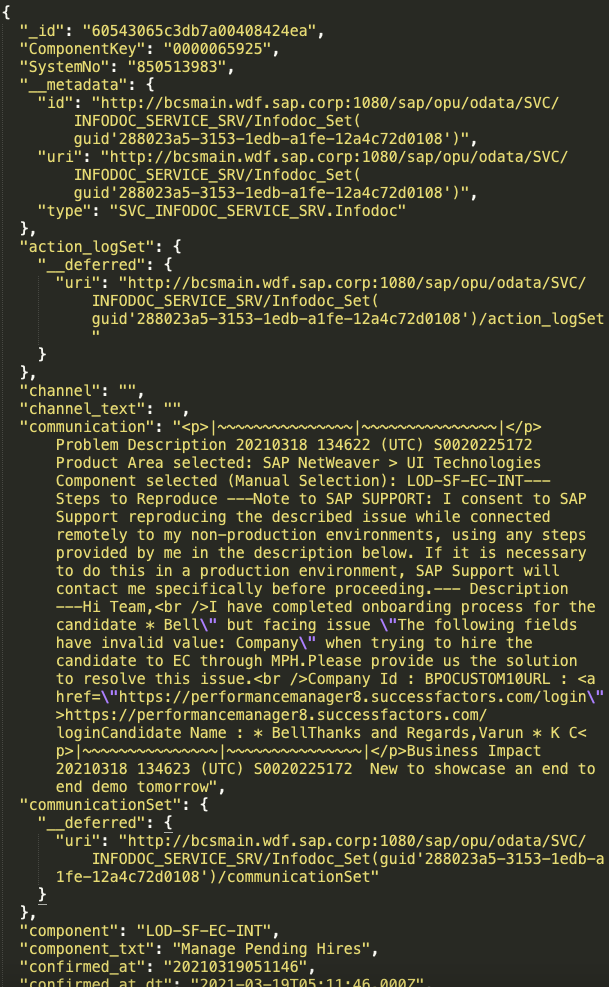 {
"_id": "60543065c3db7a00408424ea",
"ComponentKey": "0000065925",
"SystemNo": "850513983",
"__metadata": {
"id": "http://bcsmain.wdf.sap.corp:1080/sap/opu/odata/SVC/
INFODOC_SERVICE_SRV/Infodoc_Set(
guid'288023a5-3153-1edb-a1fe-12a4c72d0108')",
"uri": "http://bcsmain.wdf.sap.corp:1080/sap/opu/odata/SVC/
INFODOC_SERVICE_SRV/Infodoc_Set(
guid'288023a5-3153-1edb-a1fe-12a4c72d0108')",
"type": "SVC_INFODOC_SERVICE_SRV.Infodoc"
},
"action_logSet": {
"__deferred": {
"uri": "http://bcsmain.wdf.sap.corp:1080/sap/opu/odata/SVC/
INFODOC_SERVICE_SRV/Infodoc_Set(
guid'288023a5-3153-1edb-a1fe-12a4c72d0108')/action_logSet
"
}
},
"channel": "",
"channel_text": "",
"communication": "<p>|~~~~~~~~~~~~~~~|~~~~~~~~~~~~~~~|</p>
Problem Description 20210318 134622 (UTC) S0020225172
Product Area selected: SAP NetWeaver > UI Technologies
Component selected (Manual Selection): LOD-SF-EC-INT---
Steps to Reproduce ---Note to SAP SUPPORT: I consent to SAP
Support reproducing the described issue while connected
remotely to my non-production environments, using any steps
provided by me in the description below. If it is necessary
to do this in a production environment, SAP Support will
contact me specifically before proceeding.--- Description
---Hi Team,<br />I have completed onboarding process for the
candidate * Bell\" but facing issue \"The following fields
have invalid value: Company\" when trying to hire the
candidate to EC through MPH.Please provide us the solution
to resolve this issue.<br />Company Id : BPOCUSTOM10URL : <a
href=\"https://performancemanager8.successfactors.com/login\"
>https://performancemanager8.successfactors.com/
loginCandidate Name : * BellThanks and Regards,Varun * K C<
p>|~~~~~~~~~~~~~~~|~~~~~~~~~~~~~~~|</p>Business Impact
20210318 134623 (UTC) S0020225172  New to showcase an end to
end demo tomorrow",
"communicationSet": {
"__deferred": {
"uri": "http://bcsmain.wdf.sap.corp:1080/sap/opu/odata/SVC/
INFODOC_SERVICE_SRV/Infodoc_Set(guid'288023a5-3153-1edb-a
1fe-12a4c72d0108')/communicationSet"
}
},
"component": "LOD-SF-EC-INT",
"component_txt": "Manage Pending Hires",
"confirmed_at": "20210319051146",
"confirmed_at_dt": "2021-03-19T05:11:46.000Z"